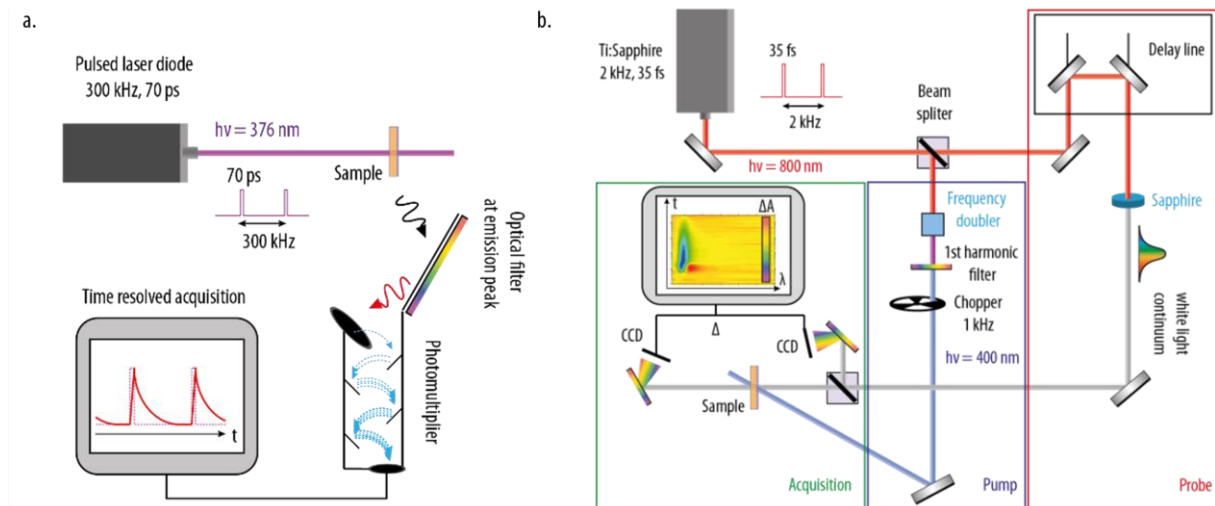 a.
Pulsed laser diode
300 kHz, 70 ps
hν = 376 nm
Sample
70 ps
300 kHz
Optical filter
at emission peak
Time resolved acquisition
Photomultiplier
t
b.
Ti:Sapphire
2 kHz, 35 fs
35 fs
2 kHz
Beam
spliter
Delay line
hν = 800nm
t
ΔA
λ
Frequency
doubler
Sapphire
1st harmonic
filter
Chopper
1 kHz
white light
continuum
Δ
CCD
CCD
hν = 400 nm
Sample
Acquisition
Pump
Probe